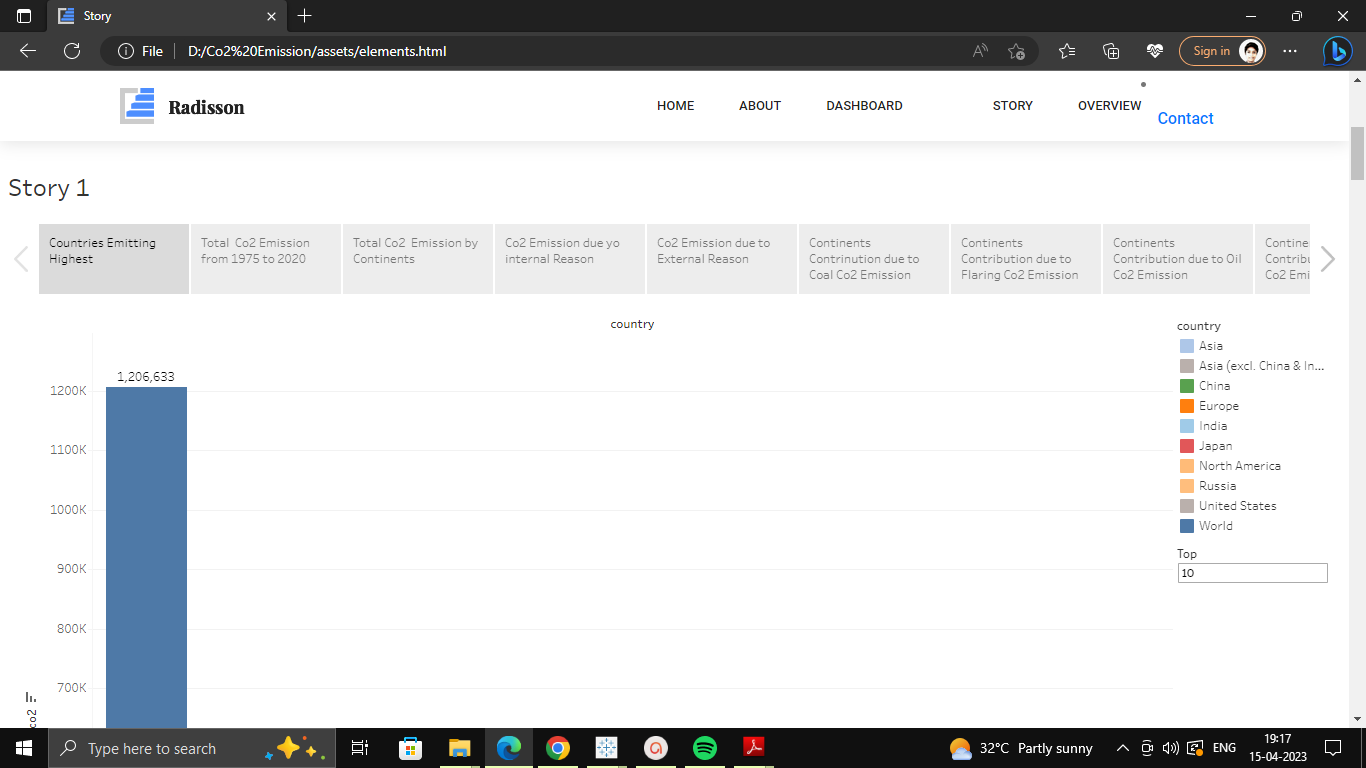 Story
File
D:/Co2%20Emission/assets/elements.html
Sign in
Radisson
HOME
ABOUT
DASHBOARD
STORY
OVERVIEW
Contact
Story 1
Countries Emitting
Highest
Total Co2 Emission
from 1975 to 2020
Total Co2 Emission by
Continents
Co2 Emission due yo
internal Reason
Co2 Emission due to
External Reason
Continents
Contrinution due to
Coal Co2 Emission
Continents
Contribution due to
Flaring Co2 Emission
Continents
Contribution due to Oil
Co2 Emission
Contine
Contribu
Co2 Emi
country
1,206,633
1200K
1100K
1000K
900K
800K
700K
co2
country
Asia
Asia (excl. China & In...
China
Europe
India
Japan
North America
Russia
United States
World
Top
10
Type here to search
32°C Partly sunny
ENG
19:17
15-04-2023